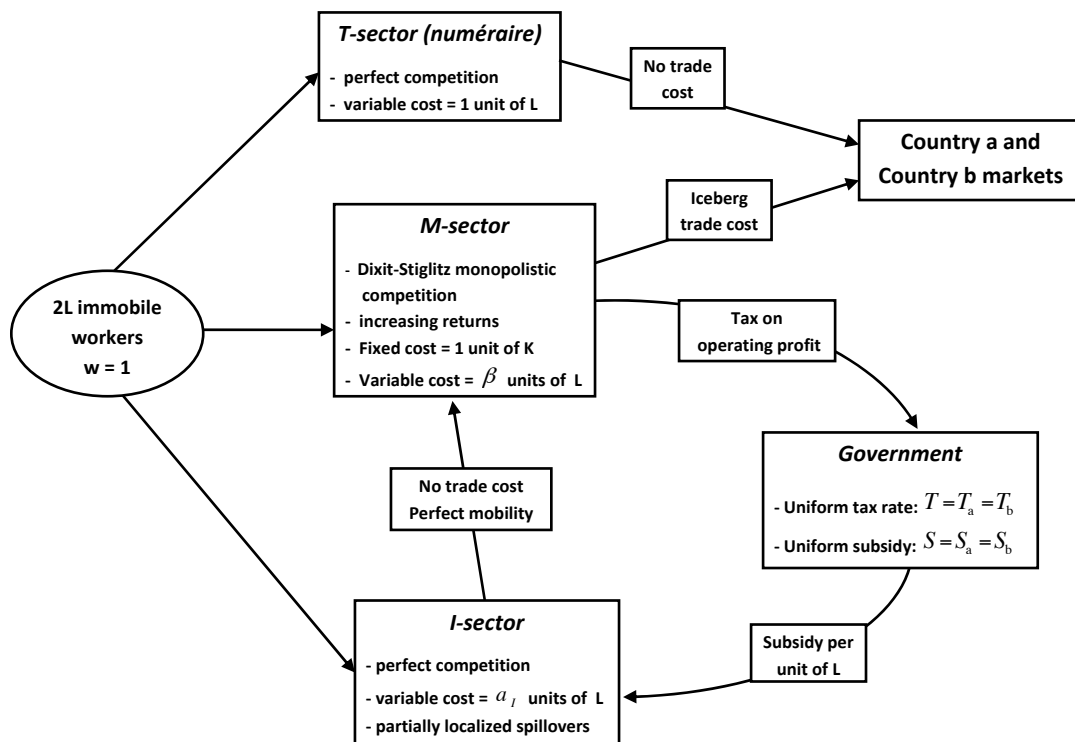 T-sector (numéraire)
- perfect competition
- variable cost = 1 unit of L
No trade
cost
Country a and
Country b markets
Iceberg
trade cost
M-sector
- Dixit-Stiglitz monopolistic
competition
- increasing returns
- Fixed cost = 1 unit of K
- Variable cost = β units of L
2L immobile
workers
w = 1
Tax on
operating profit
Government
- Uniform tax rate: T = Ta = Tb
- Uniform subsidy: S = Sa = Sb
No trade cost
Perfect mobility
I-sector
- perfect competition
- variable cost = aI units of L
- partially localized spillovers
Subsidy per
unit of L